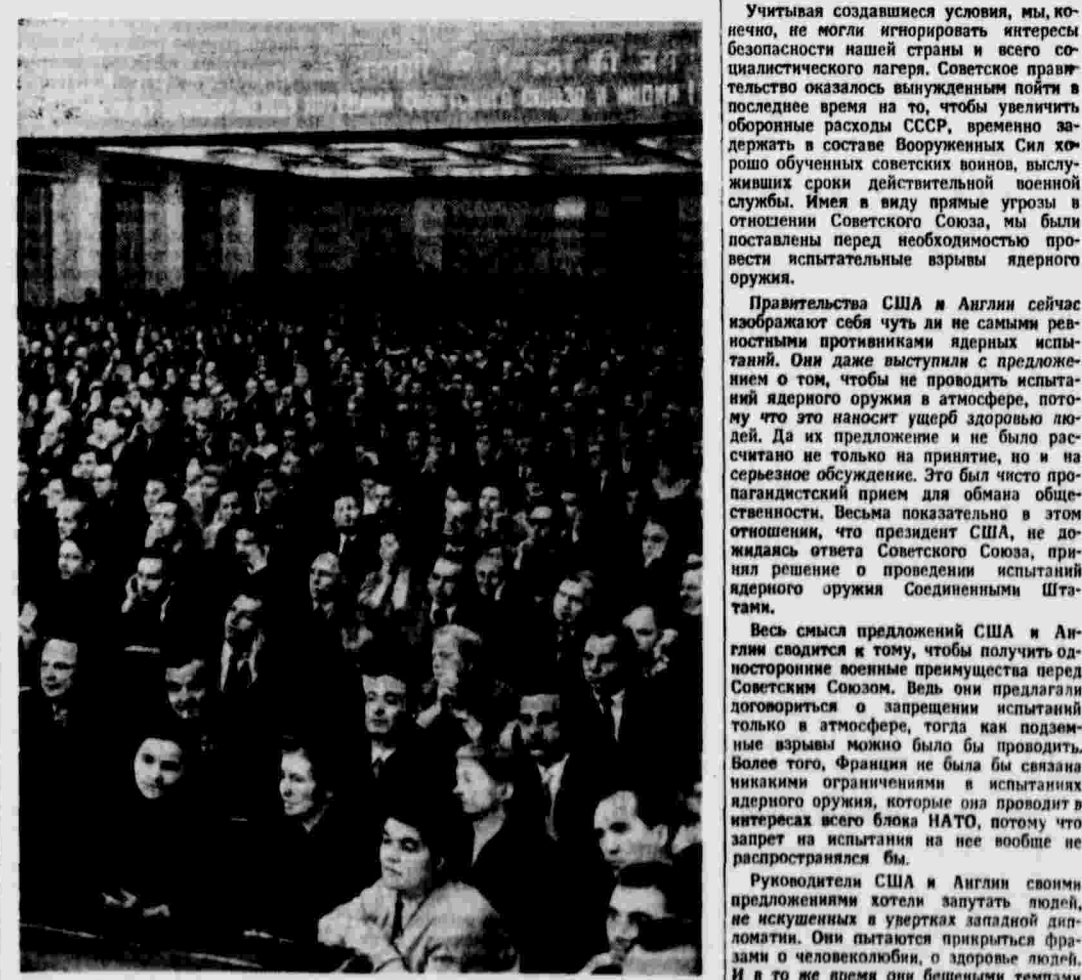 Учитывая создавшиеся условия, мы, ко-
нечно, не могли игнорировать интересы
безопасности нашей страны и всего со-
циалистического лагеря. Советское прави-
тельство оказалось вынужденным пойти в
последнее время на то, чтобы увеличить
оборонные расходы СССР, временно за-
держать в составе Вооруженных Сил хо-
рошо обученных советских воинов, выслу-
живших сроки действительной военной
службы. Имея в виду прямые угрозы в
отношении Советского Союза, мы были
поставлены перед необходимостью про-
вести испытательные взрывы ядерного
оружия.
Правительства США и Англии сейчас
изображают себя чуть ли не самыми рев-
ностными противниками ядерных испы-
таний. Они даже выступили с предложе-
нием о том, чтобы не проводить испыта-
ний ядерного оружия в атмосфере, пото-
му что это наносит ущерб здоровью лю-
дей. Да их предложение и не было рас-
считано не только на принятие, но и на
серьезное обсуждение. Это был чисто про-
пагандистский прием для обмана обще-
ственности. Весьма показательно в этом
отношении, что президент США, не до-
жидаясь ответа Советского Союза, при-
нял решение о проведении испытаний
ядерного оружия Соединенными Шта-
тами.
Весь смысл предложений США и Ан-
глии сводится к тому, чтобы получить од-
носторонние военные преимущества перед
Советским Союзом. Ведь они предлагали
договориться о запрещении испытаний
только в атмосфере, тогда как подзем-
ные взрывы можно было бы проводить.
Более того, Франция не была бы связана
никакими ограничениями в испытаниях
ядерного оружия, которые она проводит в
интересах всего блока НАТО, потому что
запрет на испытания на нее вообще не
распространялся бы.
Руководители США и Англии своими
предложениями хотели запутать людей,
не искушенных в увертках западной дип-
ломатии. Они пытаются прикрыться фра-
зами о человеколюбии, о здоровье людей.
И в то же время они бешеными темпами